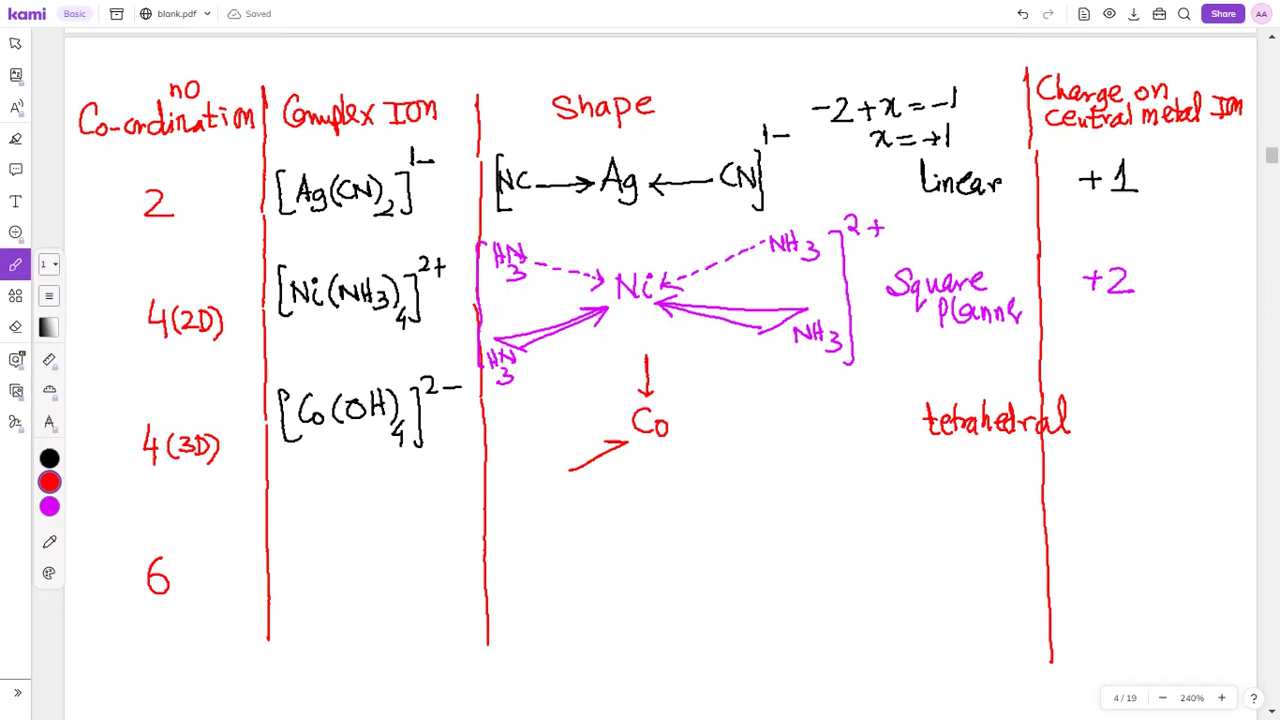 kami Basic blank.pdf Saved Share AA
Co-ordination no
Complex ION
Shape
-2 + x = -1
x = +1
Charge on
central metal Ion
2
[Ag(CN)2]1-
[NC → Ag ← CN]1-
linear
+1
4(2D)
[Ni(NH3)4]2+
H3N NH3
Ni
H3N NH3
]2+
Square
planner
+2
4(3D)
[Co(OH)4]2-
Co
tetrahedral
6
1
T
4 / 19 − 240% + ?